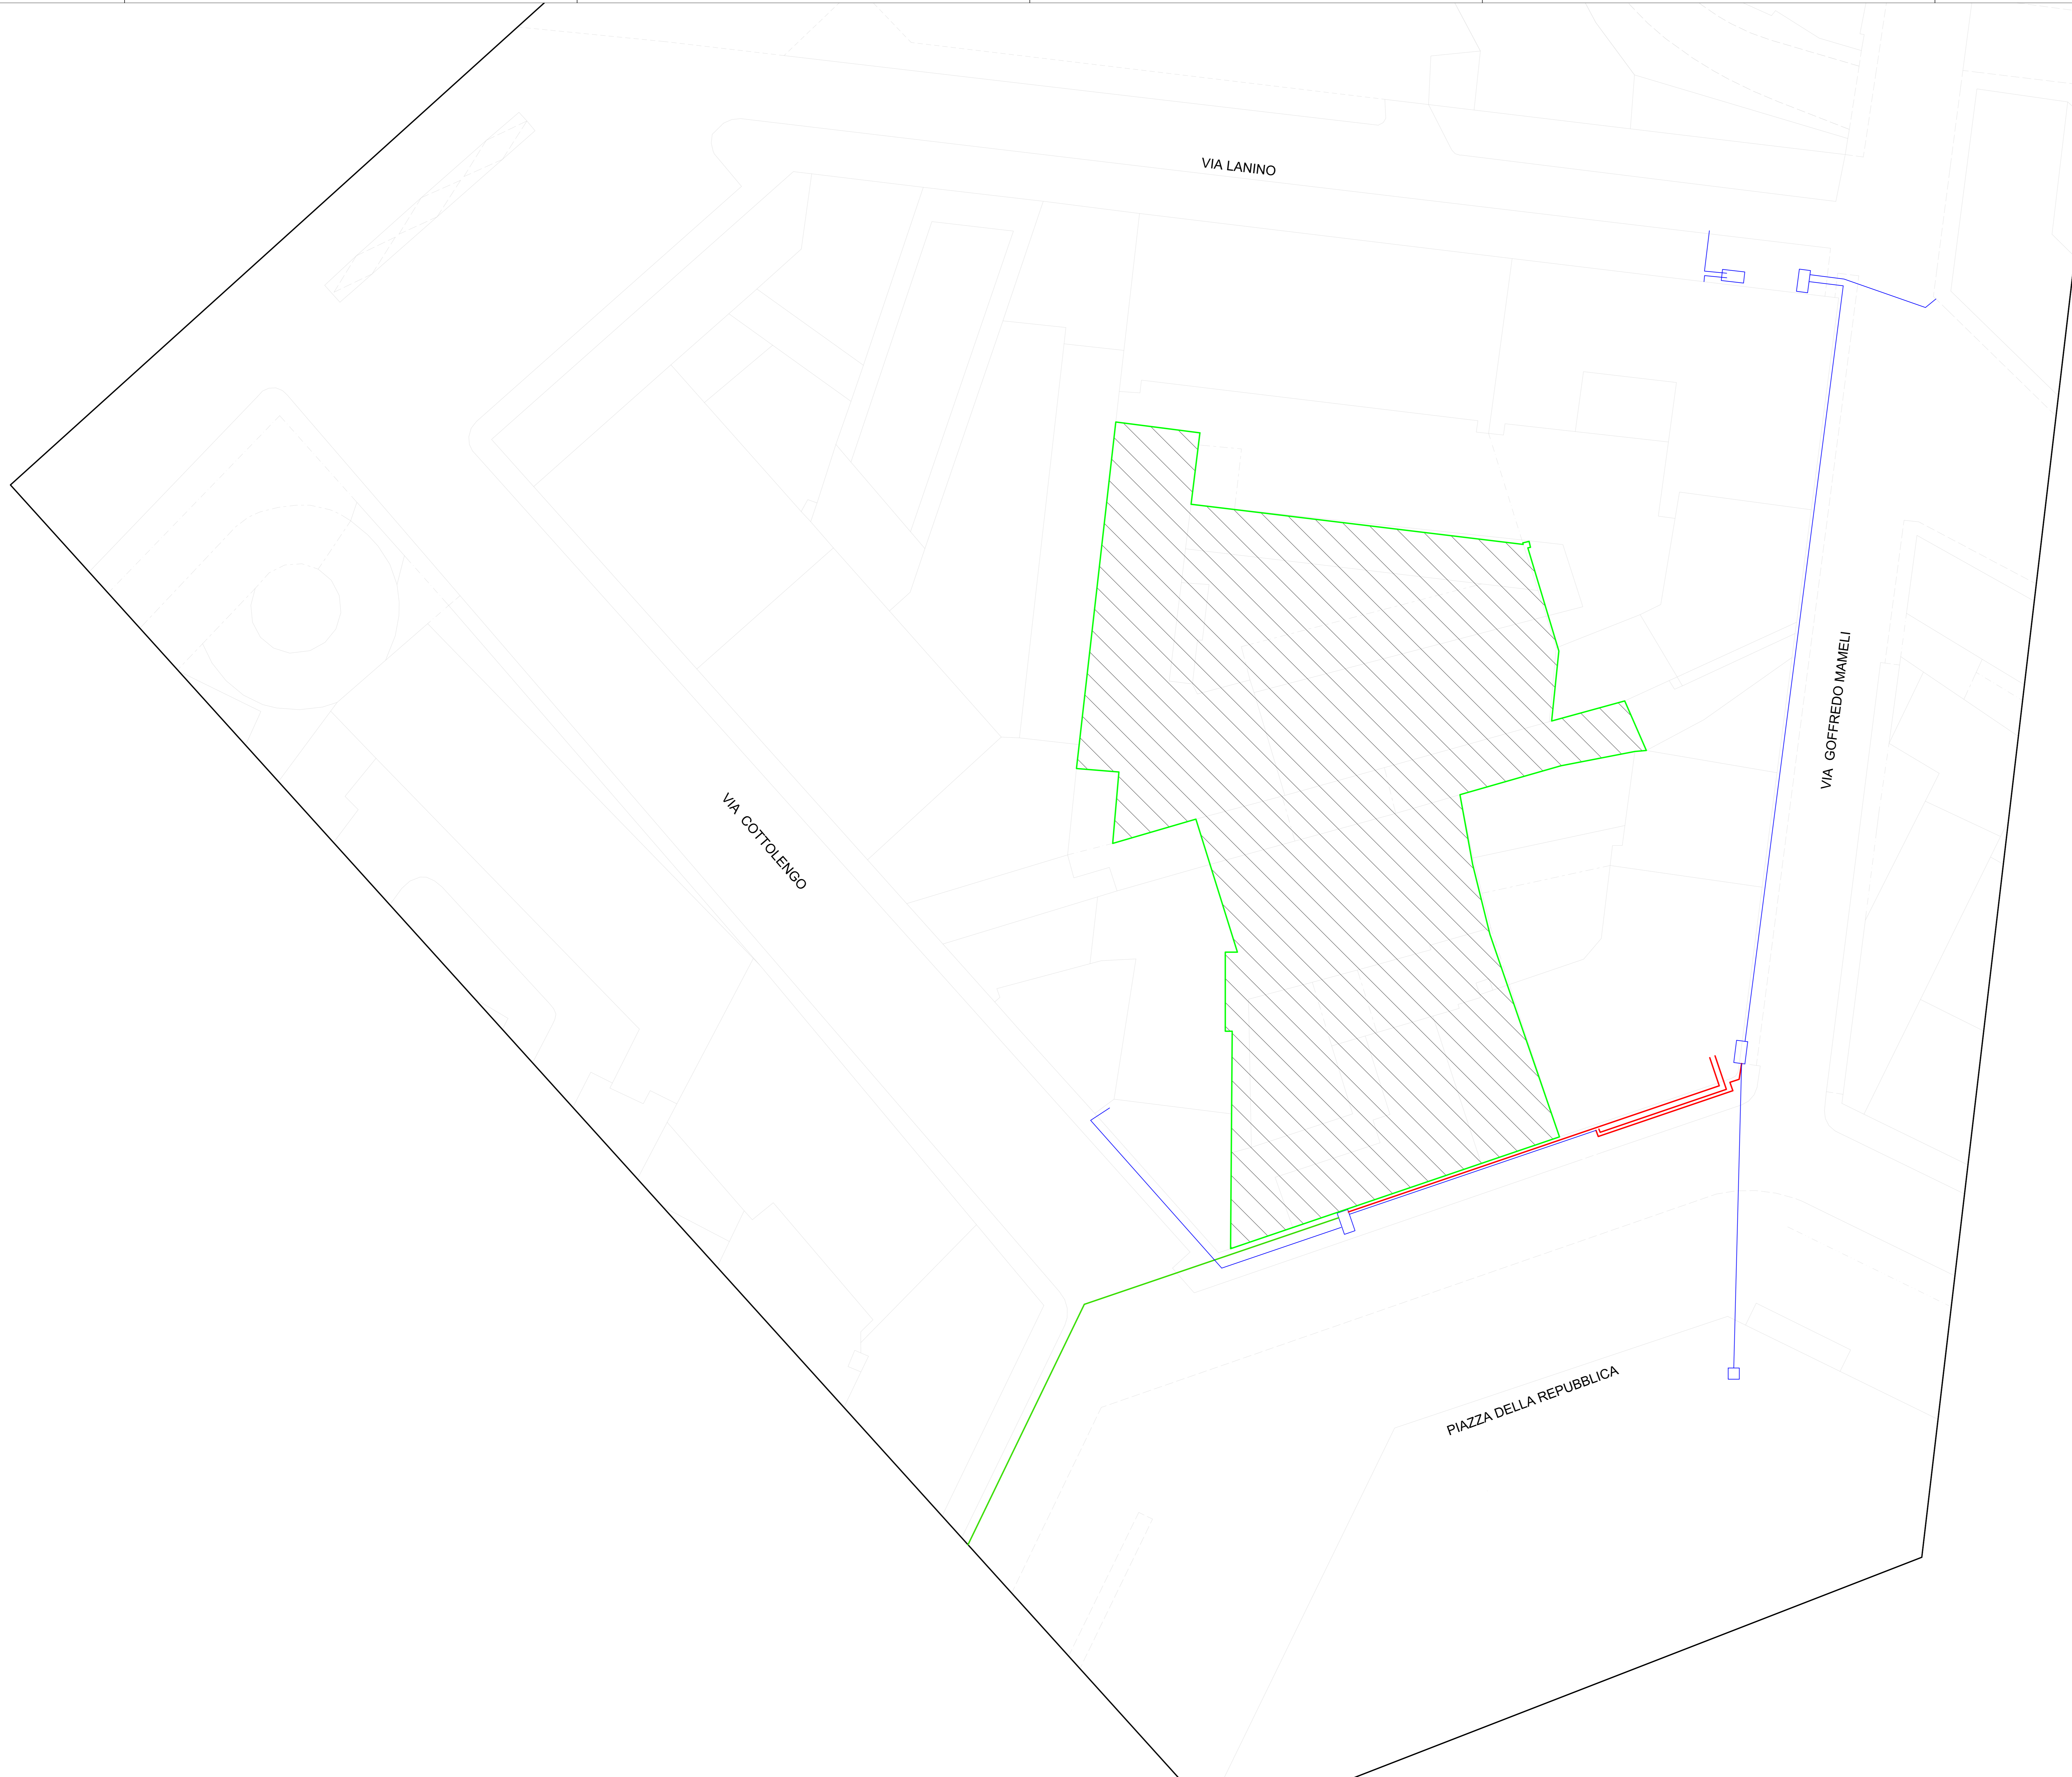 VIA LANINO
VIA GOFFREDO MAMELI
VIA COTTOLENGO
PIAZZA DELLA REPUBBLICA